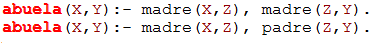 abuela(X,Y):- madre(X,Z), madre(Z,Y).
abuela(X,Y):- madre(X,Z), padre(Z,Y).